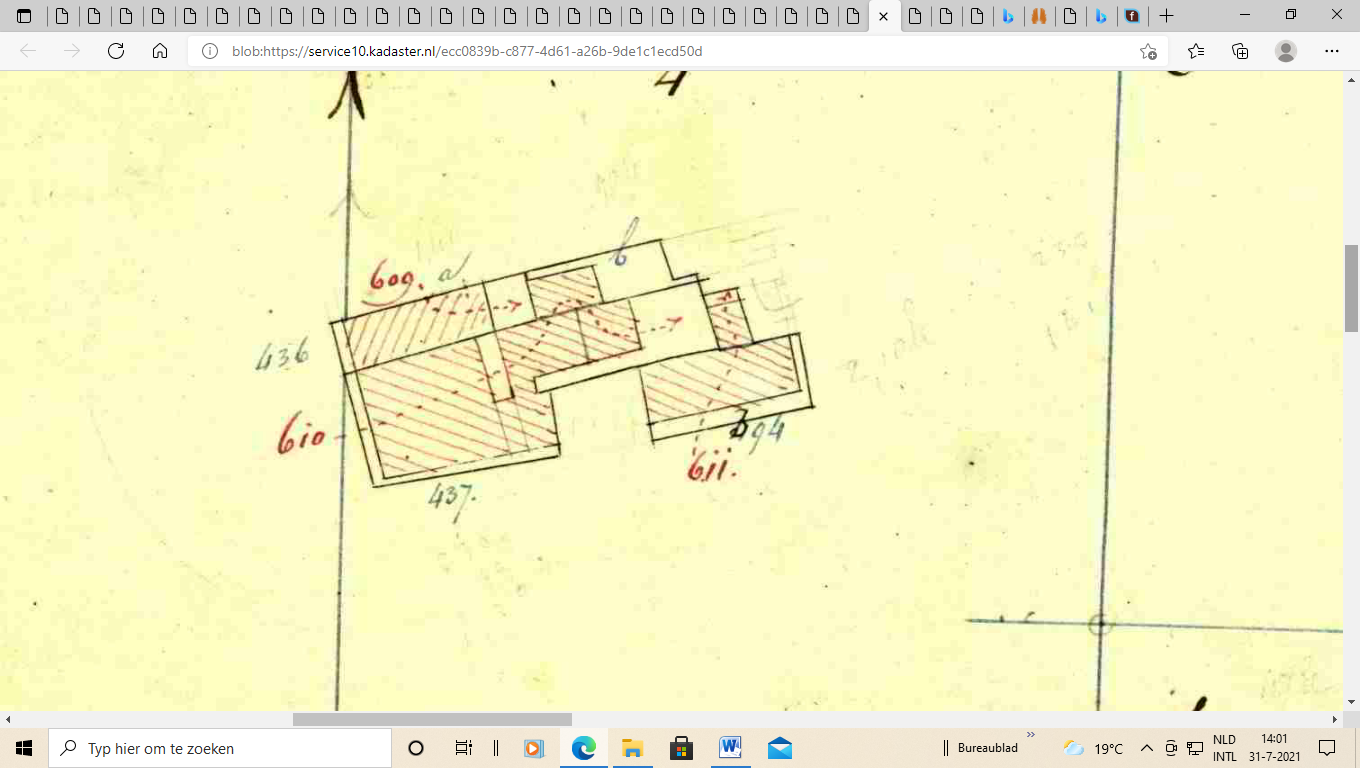 blob:https://service10.kadaster.nl/ecc0839b-c877-4d61-a26b-9de1c1ecd50d
4
b
609. a.
436
610
494
611.
437.
Typ hier om te zoeken
Bureaublad
19°C
NLD
INTL
14:01
31-7-2021